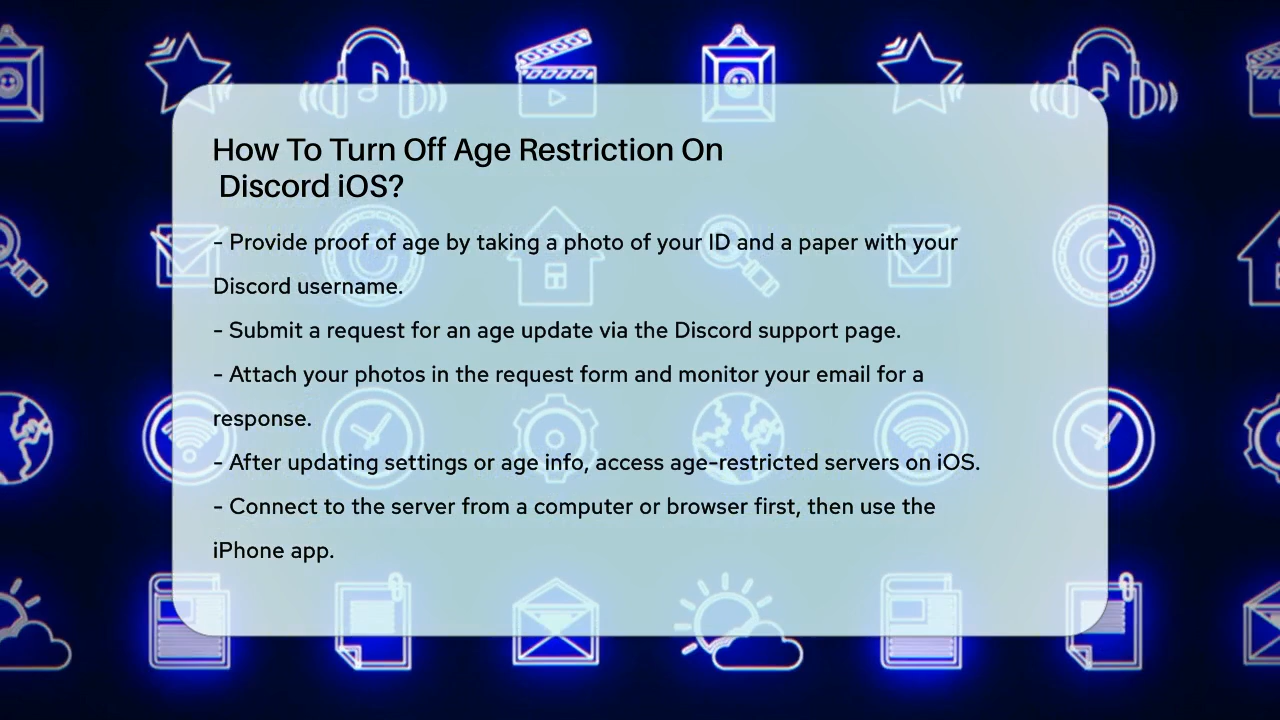 How To Turn Off Age Restriction On
Discord iOS?
- Provide proof of age by taking a photo of your ID and a paper with your
Discord username.
- Submit a request for an age update via the Discord support page.
- Attach your photos in the request form and monitor your email for a
response.
- After updating settings or age info, access age-restricted servers on iOS.
- Connect to the server from a computer or browser first, then use the
iPhone app.